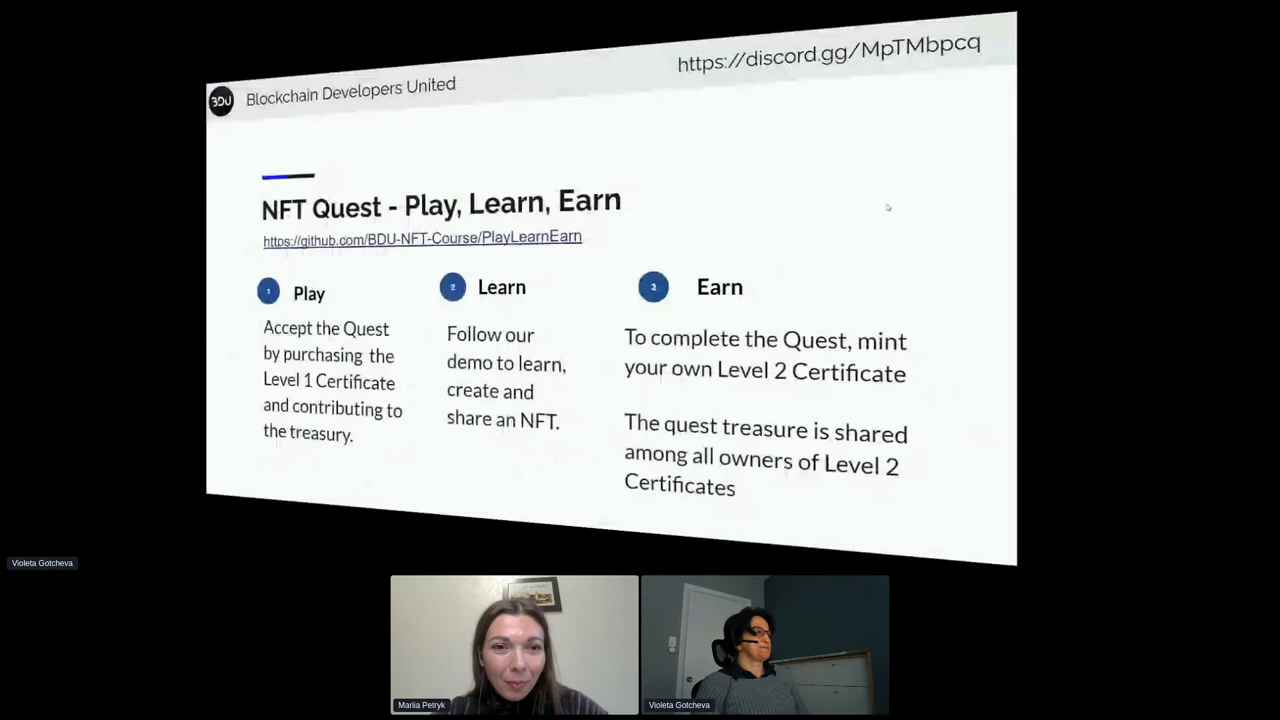 https://discord.gg/MpTMbpcq
BDU
Blockchain Developers United
NFT Quest - Play, Learn, Earn
https://github.com/BDU-NFT-Course/PlayLearnEarn
1
Play
Accept the Quest
by purchasing the
Level 1 Certificate
and contributing to
the treasury.
2
Learn
Follow our
demo to learn,
create and
share an NFT.
3
Earn
To complete the Quest, mint
your own Level 2 Certificate
The quest treasure is shared
among all owners of Level 2
Certificates
Violeta Gotcheva
Mariia Petryk
Violeta Gotcheva